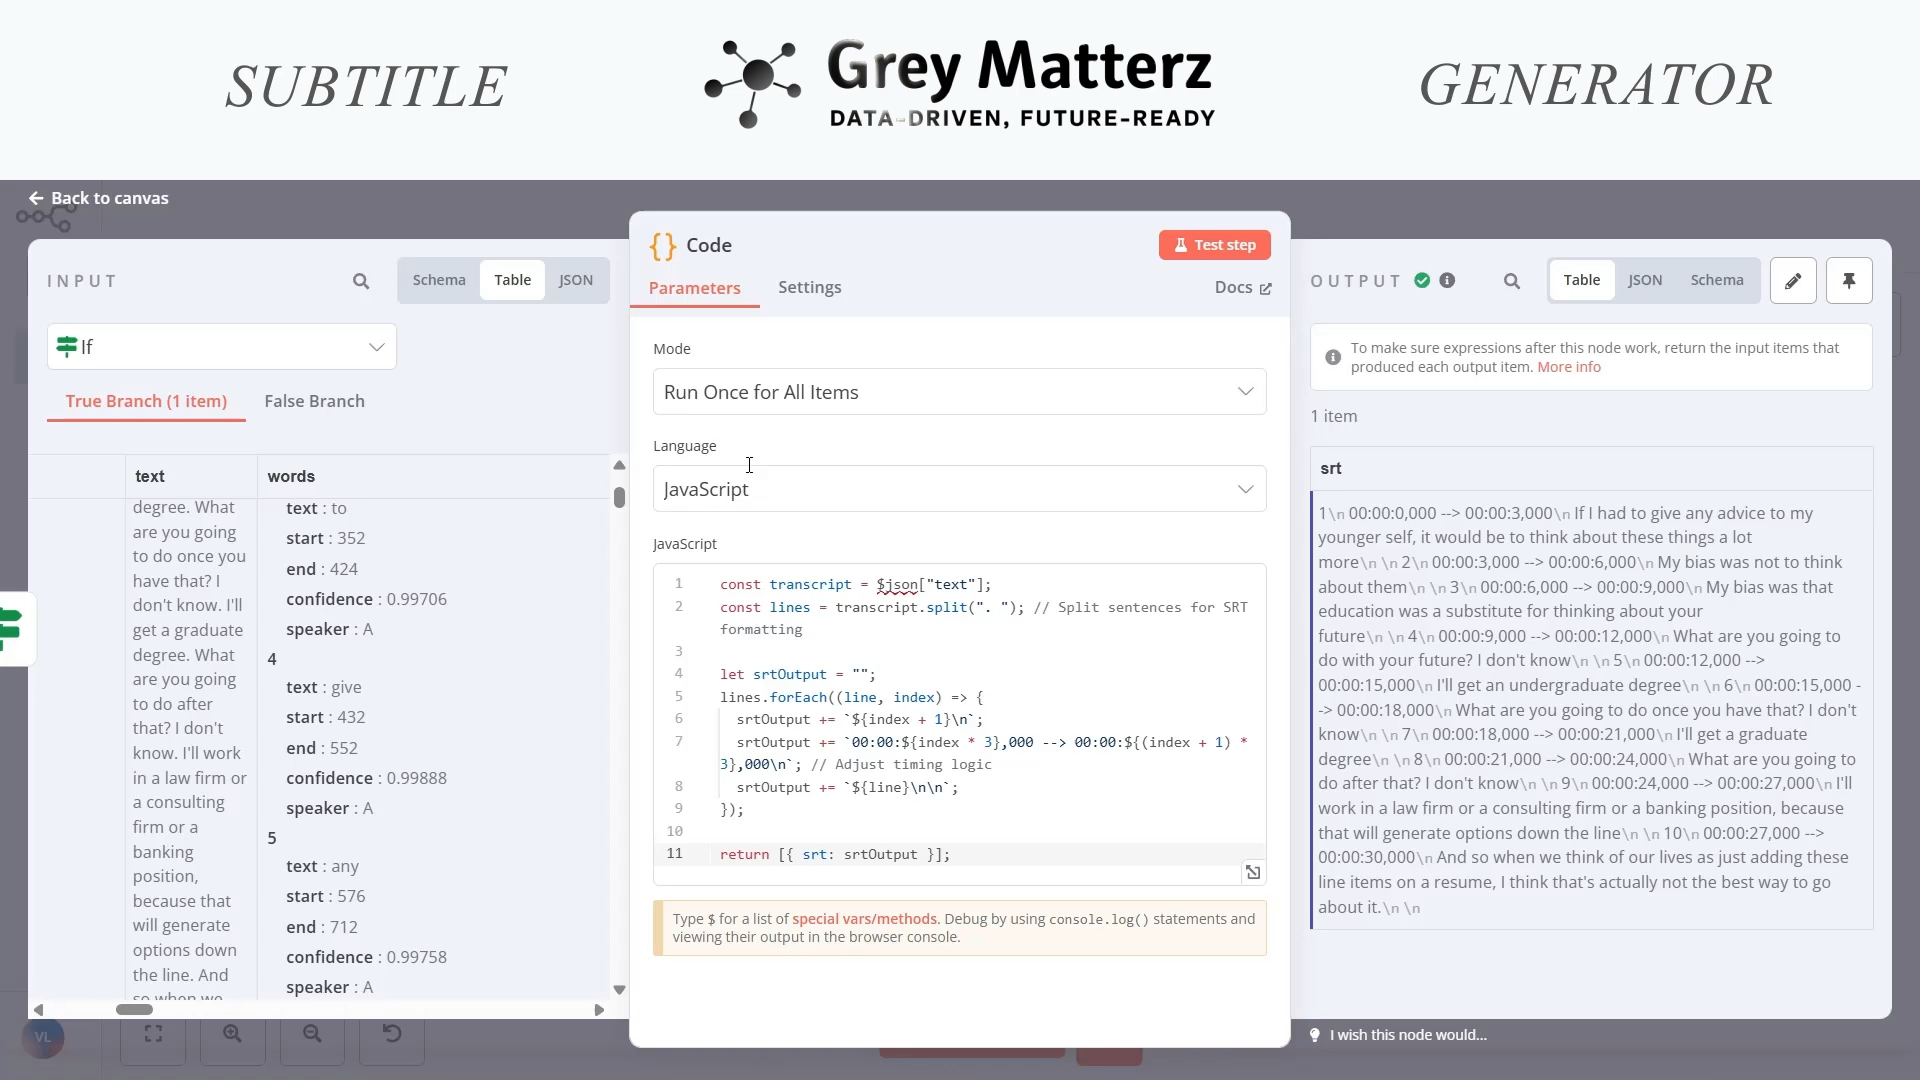 SUBTITLE
Grey Matterz
DATA-DRIVEN, FUTURE-READY
GENERATOR
Back to canvas
INPUT
Schema
Table
JSON
If
True Branch (1 item)
False Branch
text
words
degree. What
are you going
to do once you
have that? I
don't know. I'll
get a graduate
degree. What
are you going
to do after
that? I don't
know. I'll work
in a law firm or
a consulting
firm or a
banking
position,
because that
will generate
options down
the line. And
so when we
text : to
start : 352
end : 424
confidence : 0.99706
speaker : A
4
text : give
start : 432
end : 552
confidence : 0.99888
speaker : A
5
text : any
start : 576
end : 712
confidence : 0.99758
speaker : A
{} Code
Test step
Parameters
Settings
Docs
Mode
Run Once for All Items
Language
JavaScript
JavaScript
1 const transcript = $json["text"];
2 const lines = transcript.split(". "); // Split sentences for SRT
formatting
3
4 let srtOutput = "";
5 lines.forEach((line, index) => {
6 srtOutput += `${index + 1}\n`;
7 srtOutput += `00:00:${index * 3},000 --> 00:00:${(index + 1) *
3},000\n`; // Adjust timing logic
8 srtOutput += `${line}\n\n`;
9 });
10
11 return [{ srt: srtOutput }];
Type $ for a list of special vars/methods. Debug by using console.log() statements and
viewing their output in the browser console.
OUTPUT
Table
JSON
Schema
To make sure expressions after this node work, return the input items that
produced each output item. More info
1 item
srt
1\n 00:00:0,000 --> 00:00:3,000\n If I had to give any advice to my
younger self, it would be to think about these things a lot
more\n \n 2\n 00:00:3,000 --> 00:00:6,000\n My bias was not to think
about them\n \n 3\n 00:00:6,000 --> 00:00:9,000\n My bias was that
education was a substitute for thinking about your
future\n \n 4\n 00:00:9,000 --> 00:00:12,000\n What are you going to
do with your future? I don't know\n \n 5\n 00:00:12,000 -->
00:00:15,000\n I'll get an undergraduate degree\n \n 6\n 00:00:15,000 -
-> 00:00:18,000\n What are you going to do once you have that? I don't
know\n \n 7\n 00:00:18,000 --> 00:00:21,000\n I'll get a graduate
degree\n \n 8\n 00:00:21,000 --> 00:00:24,000\n What are you going to
do after that? I don't know\n \n 9\n 00:00:24,000 --> 00:00:27,000\n I'll
work in a law firm or a consulting firm or a banking position, because
that will generate options down the line\n \n 10\n 00:00:27,000 -->
00:00:30,000\n And so when we think of our lives as just adding these
line items on a resume, I think that's actually not the best way to go
about it.\n \n
VL
I wish this node would...